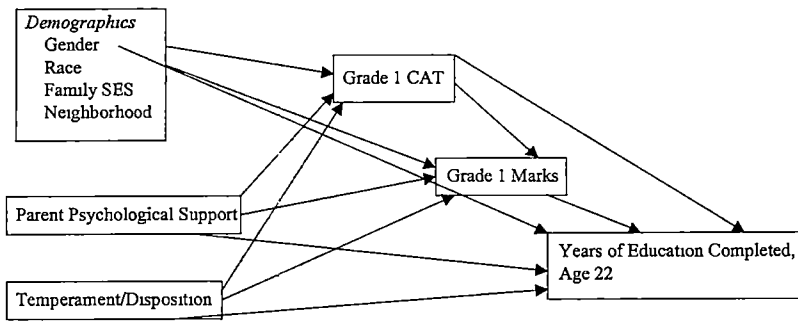 Demographics
Gender
Race
Family SES
Neighborhood
Grade 1 CAT
Grade 1 Marks
Parent Psychological Support
Years of Education Completed,
Age 22
Temperament/Disposition